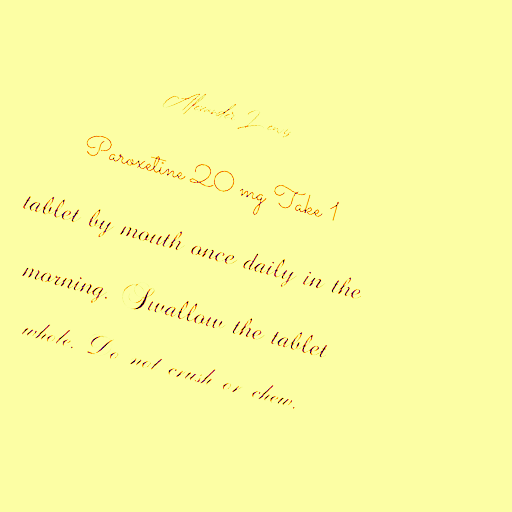 Alexander
Paroxetine 20 mg Take 1
tablet by mouth once daily in the
morning. Swallow the tablet
whole. Do not crush or chew.